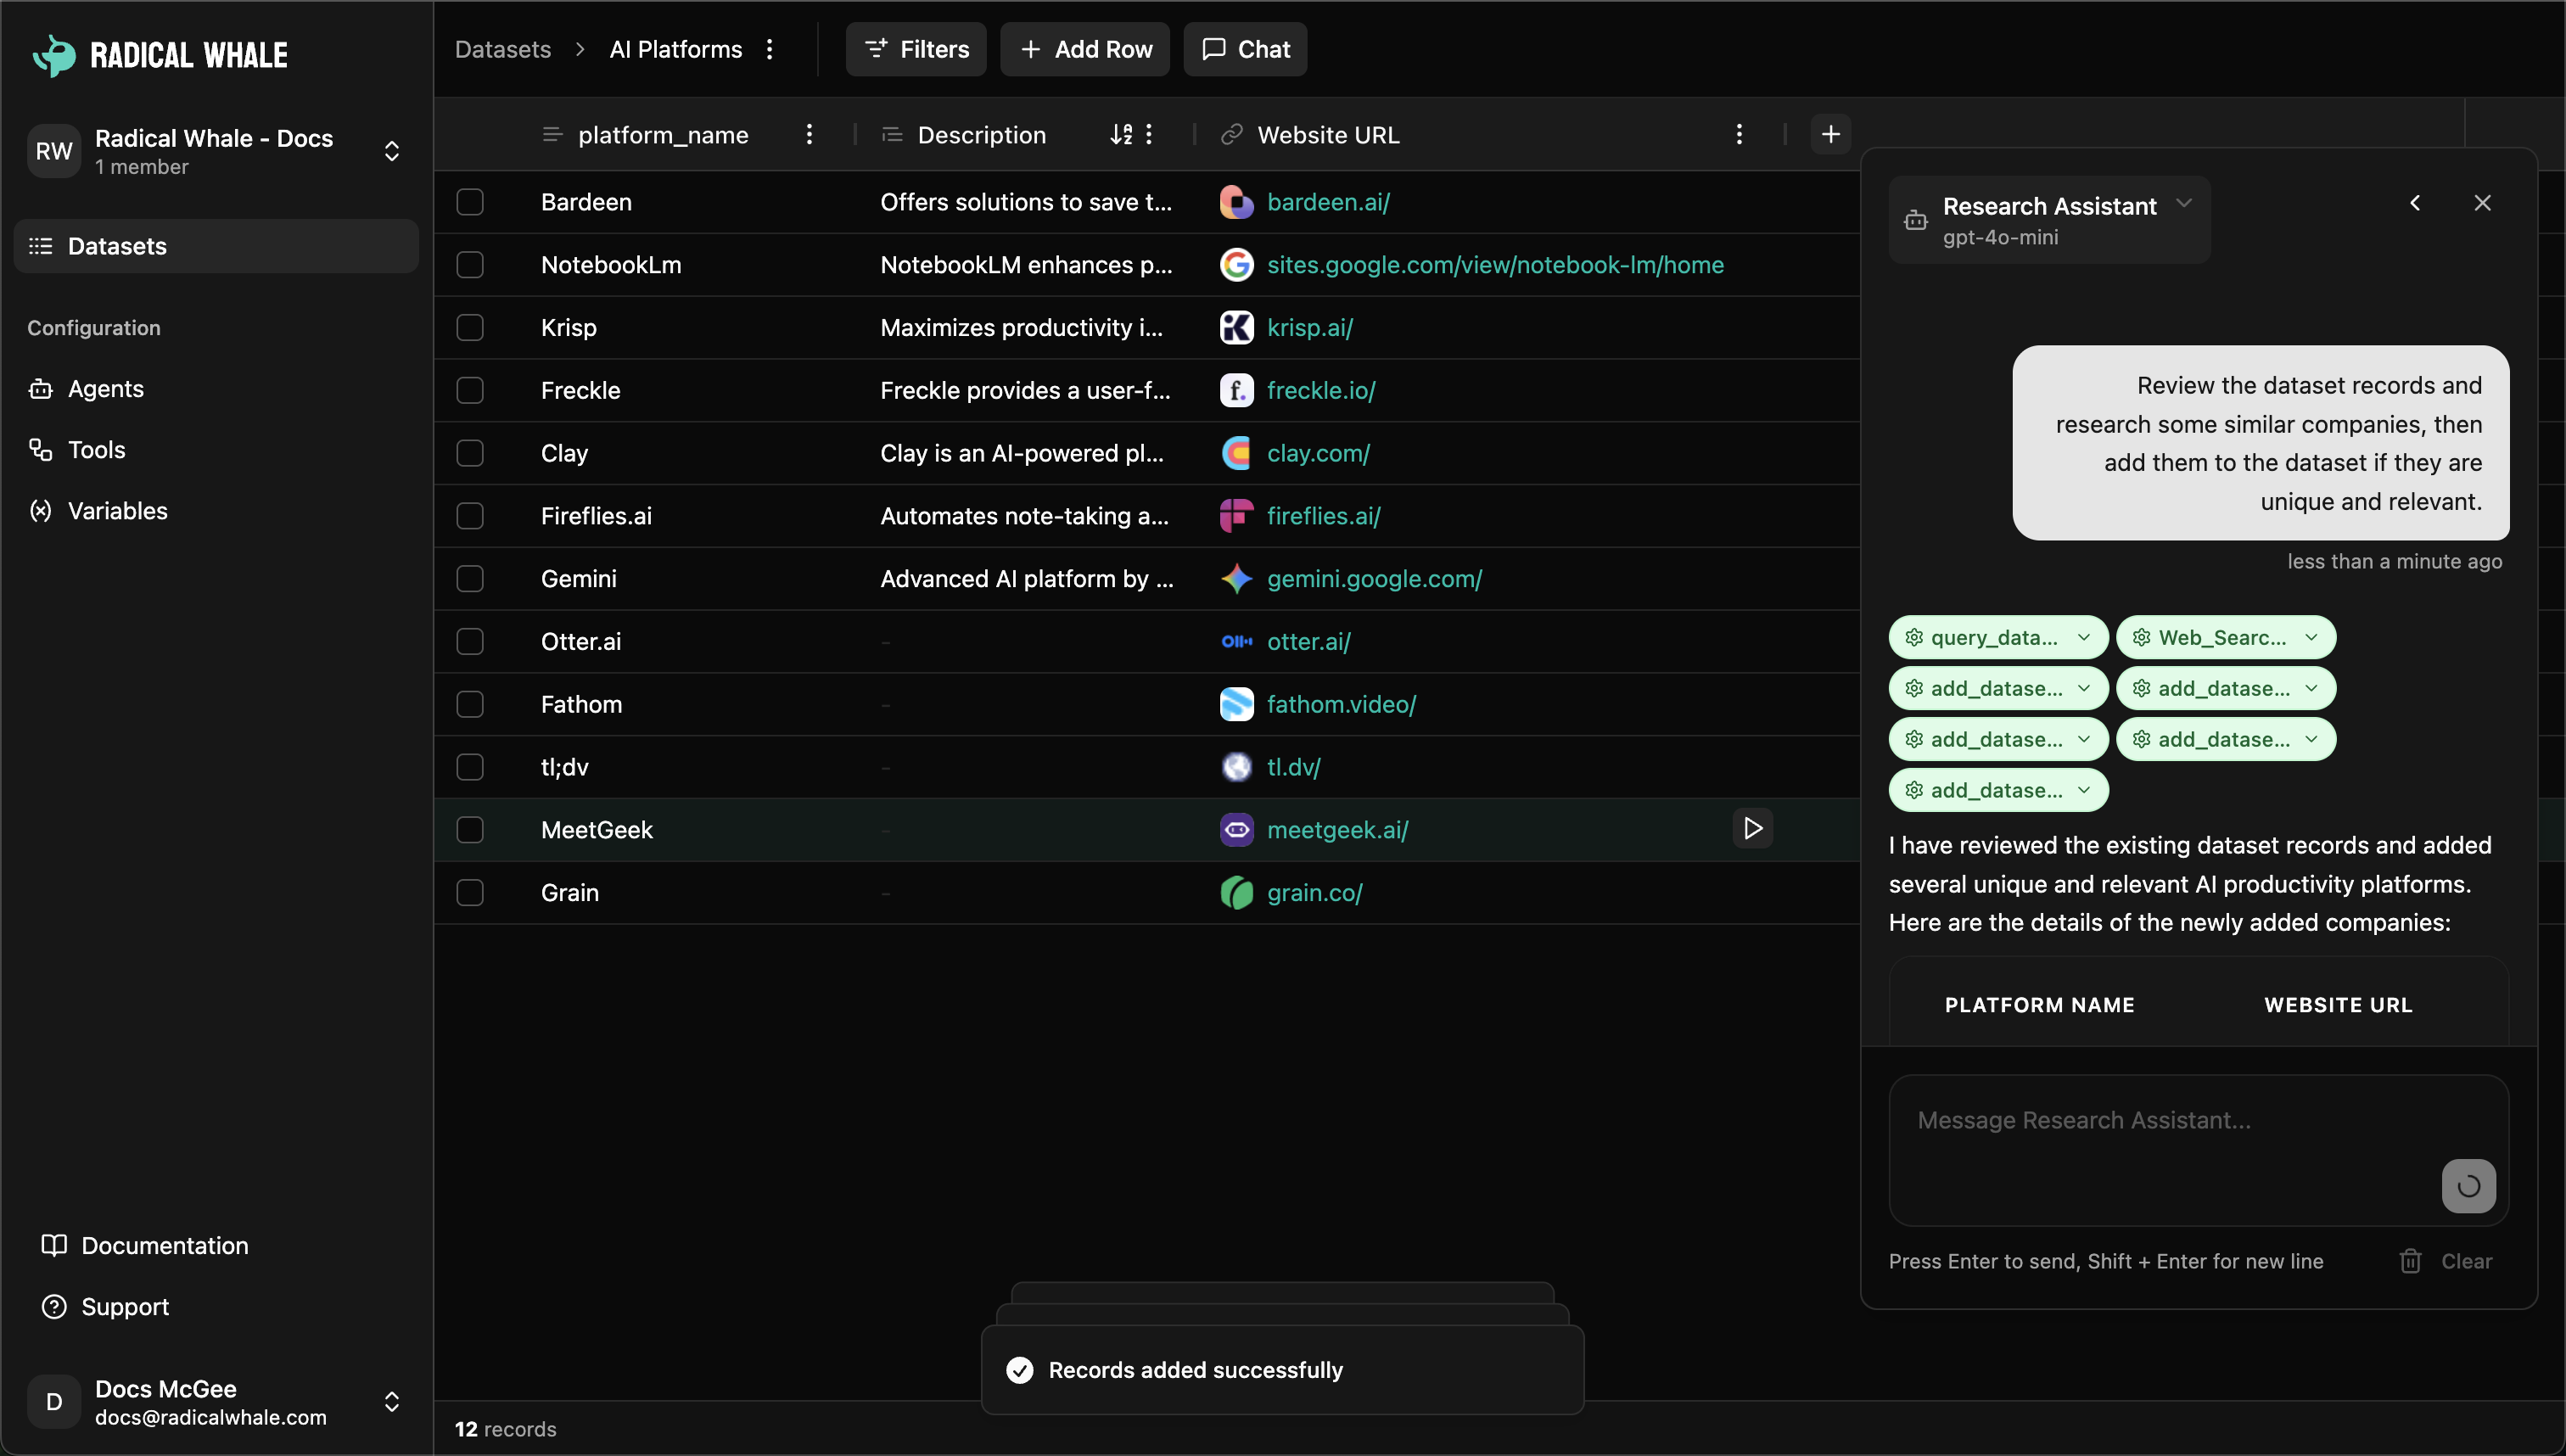 RADICAL WHALE
RW
Radical Whale - Docs
1 member
Datasets
Configuration
Agents
Tools
Variables
Documentation
Support
D
Docs McGee
docs@radicalwhale.com
Datasets > AI Platforms
Filters
+ Add Row
Chat
platform_name Description Website URL
Bardeen Offers solutions to save t... bardeen.ai/
NotebookLm NotebookLM enhances p... sites.google.com/view/notebook-lm/home
Krisp Maximizes productivity i... krisp.ai/
Freckle Freckle provides a user-f... freckle.io/
Clay Clay is an AI-powered pl... clay.com/
Fireflies.ai Automates note-taking a... fireflies.ai/
Gemini Advanced AI platform by ... gemini.google.com/
Otter.ai - otter.ai/
Fathom - fathom.video/
tl;dv - tl.dv/
MeetGeek - meetgeek.ai/
Grain - grain.co/
Records added successfully
12 records
Research Assistant
gpt-4o-mini
Review the dataset records and
research some similar companies, then
add them to the dataset if they are
unique and relevant.
less than a minute ago
query_data... Web_Searc...
add_datase... add_datase...
add_datase... add_datase...
add_datase...
I have reviewed the existing dataset records and added
several unique and relevant AI productivity platforms.
Here are the details of the newly added companies:
PLATFORM NAME WEBSITE URL
Message Research Assistant...
Press Enter to send, Shift + Enter for new line
Clear